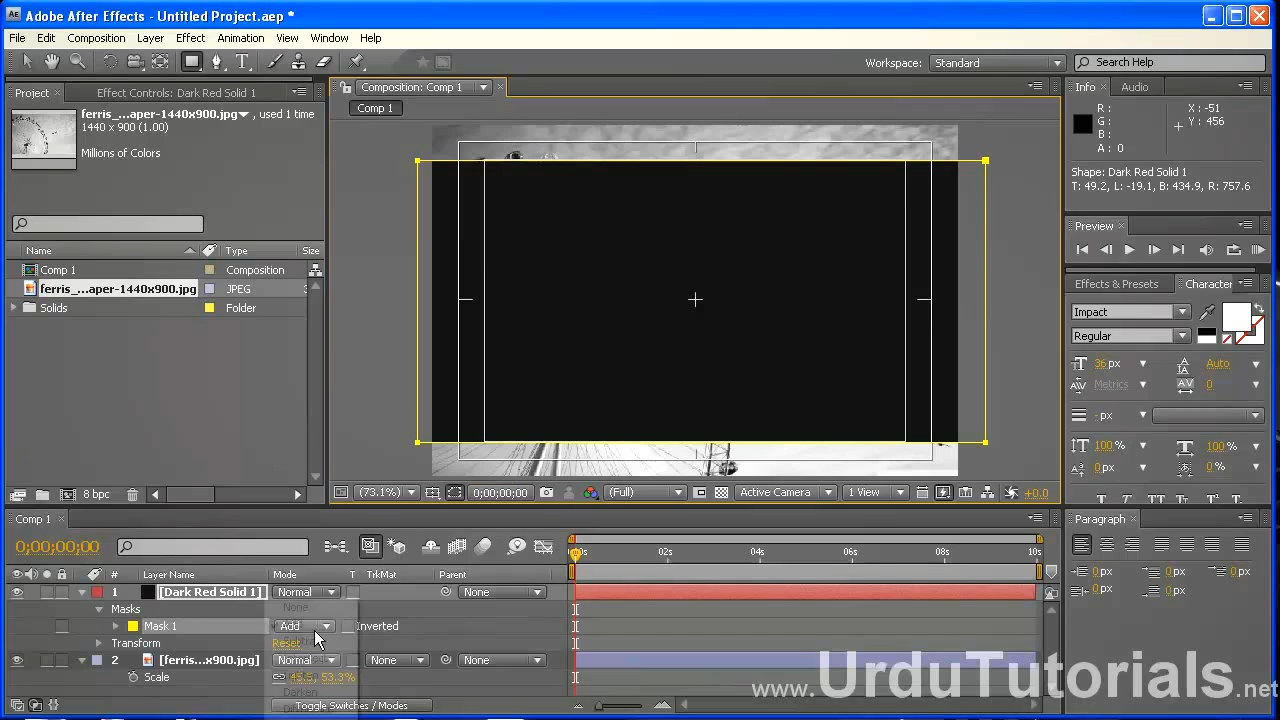 Adobe After Effects - Untitled Project.aep *
File Edit Composition Layer Effect Animation View Window Help
Workspace: Standard Search Help
Project Effect Controls: Dark Red Solid 1
ferris_...aper-1440x900.jpg , used 1 time
1440 x 900 (1.00)
Millions of Colors
Name Type Size
Comp 1 Composition
ferris_...aper-1440x900.jpg JPEG
Solids Folder
8 bpc
Composition: Comp 1
Comp 1
(73.1%) 0;00;00;00 (Full) Active Camera 1 View +0.0
Info Audio
R : X : -51
G : Y : 456
B :
A : 0
Shape: Dark Red Solid 1
T: 49.2, L: -19.1, B: 434.9, R: 757.6
Preview
Effects & Presets Character
Impact
Regular
36 px Auto
Metrics 0
- px
100 % 100 %
0 px 0 %
T T TT Tr T' T,
Paragraph
0 px 0 px 0 px
0 px 0 px
Comp 1
0;00;00;00
00s 02s 04s 06s 08s 10s
# Layer Name Mode T TrkMat Parent
1 [Dark Red Solid 1] Normal None
Masks None
Mask 1 Add Inverted
Transform Reset
2 [ferris...x900.jpg] Normal None None
Scale 45.5, 53.3%
Darken
Toggle Switches / Modes
www.UrduTutorials.net